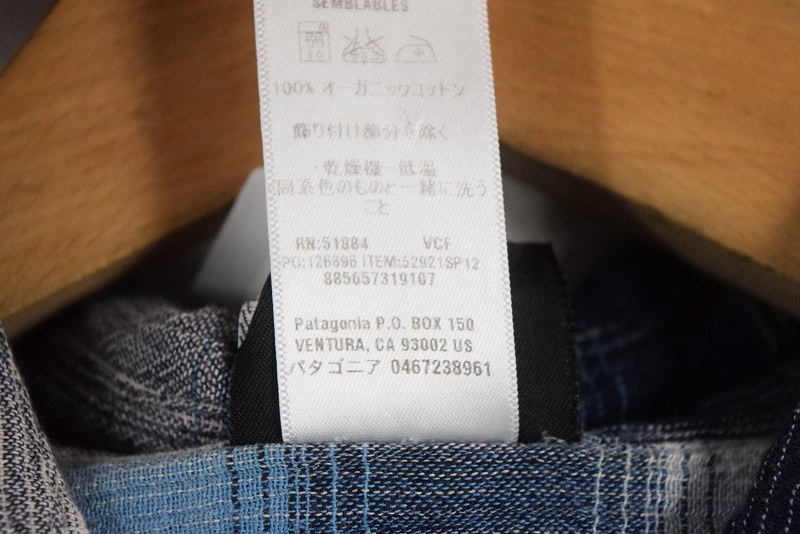 SEMBLABLES
100% オーガニックコットン
飾り付け部分を除く
・乾燥機―低温
同系色のものと一緒に洗う
こと
RN:51884 VCF
PO:126896 ITEM:52921SP12
885657319107
Patagonia P.O. BOX 150
VENTURA, CA 93002 US
パタゴニア 0467238961